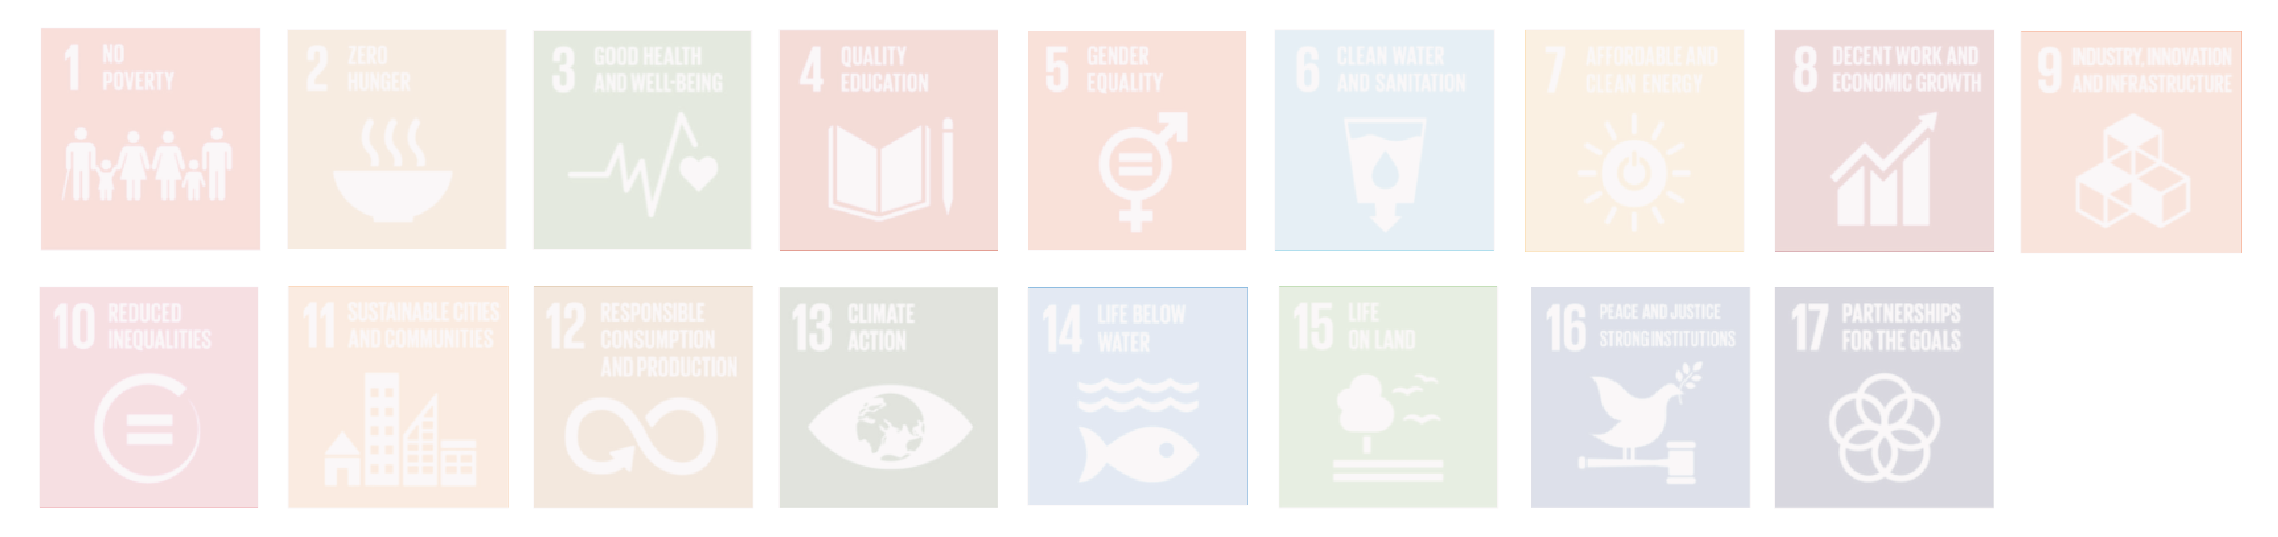 1 NO
POVERTY
2 ZERO
HUNGER
3 GOOD HEALTH
AND WELL-BEING
4 QUALITY
EDUCATION
5 GENDER
EQUALITY
6 CLEAN WATER
AND SANITATION
7 AFFORDABLE AND
CLEAN ENERGY
8 DECENT WORK AND
ECONOMIC GROWTH
9 INDUSTRY, INNOVATION
AND INFRASTRUCTURE
10 REDUCED
INEQUALITIES
11 SUSTAINABLE CITIES
AND COMMUNITIES
12 RESPONSIBLE
CONSUMPTION
AND PRODUCTION
13 CLIMATE
ACTION
14 LIFE BELOW
WATER
15 LIFE
ON LAND
16 PEACE AND JUSTICE
STRONG INSTITUTIONS
17 PARTNERSHIPS
FOR THE GOALS